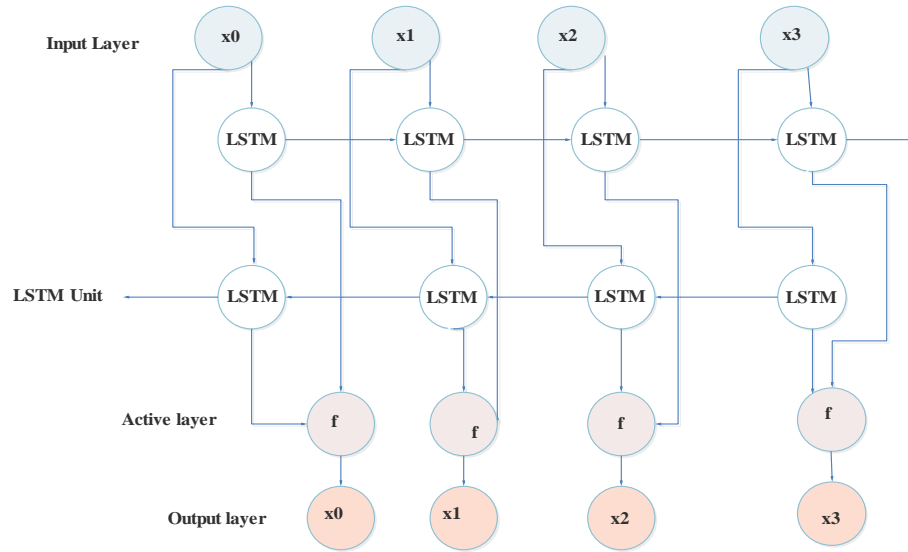 Input Layer
x0
x1
x2
x3
LSTM
LSTM
LSTM
LSTM
LSTM Unit
LSTM
LSTM
LSTM
LSTM
Active layer
f
f
f
f
Output layer
x0
x1
x2
x3